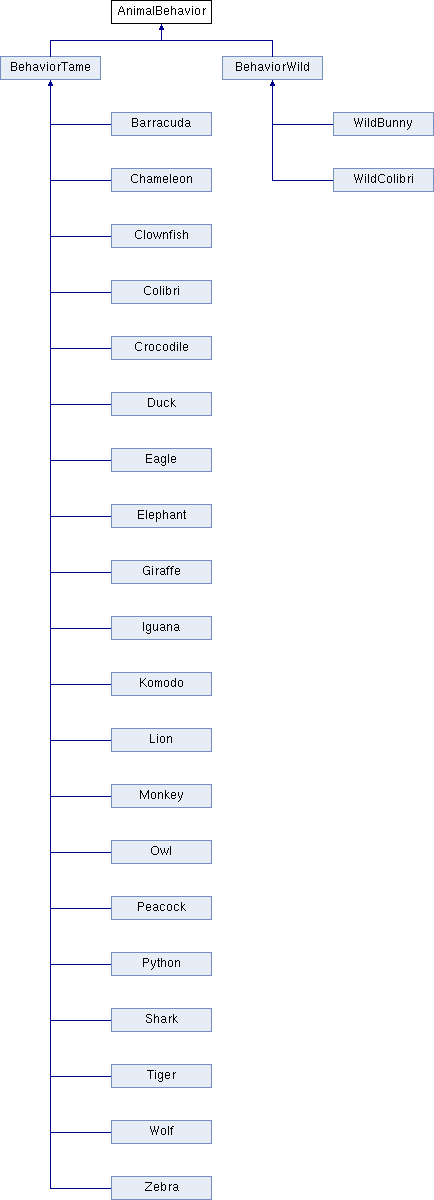 AnimalBehavior
BehaviorTame
BehaviorWild
Barracuda
WildBunny
Chameleon
WildColibri
Clownfish
Colibri
Crocodile
Duck
Eagle
Elephant
Giraffe
Iguana
Komodo
Lion
Monkey
Owl
Peacock
Python
Shark
Tiger
Wolf
Zebra